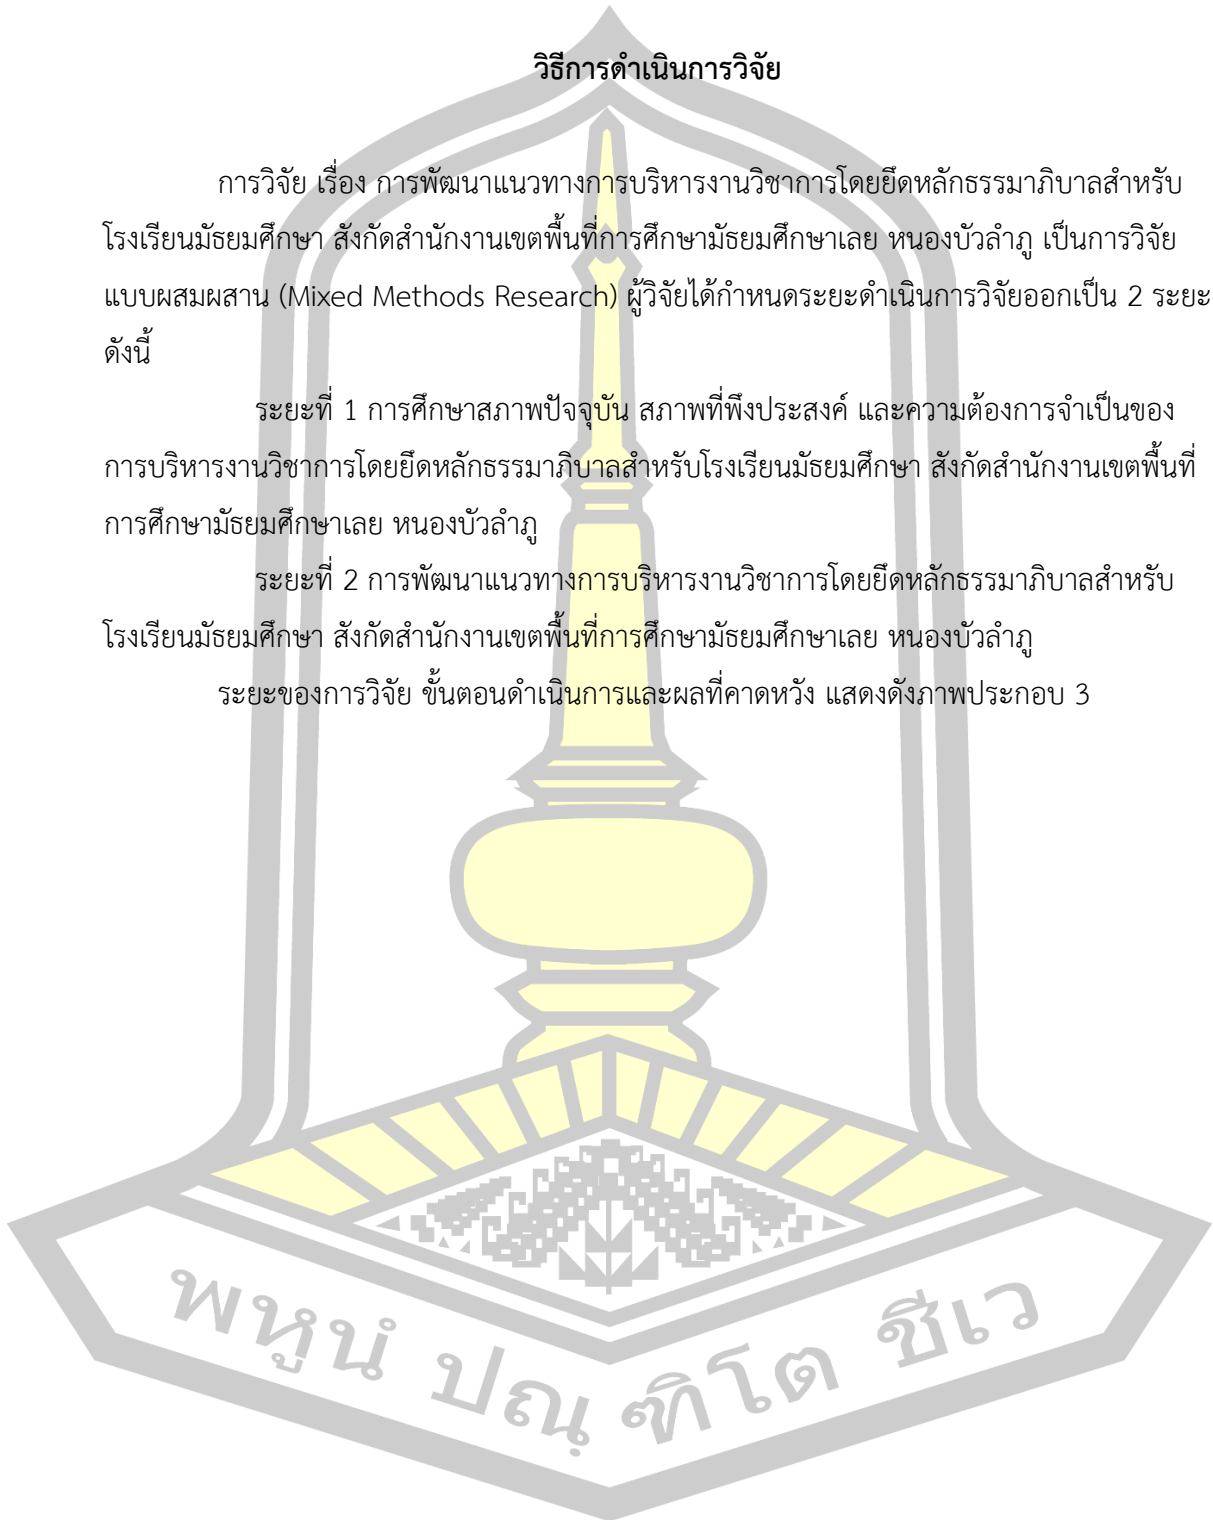 วิธีการดำเนินการวิจัย
การวิจัย เรื่อง การพัฒนาแนวทางการบริหารงานวิชาการโดยยึดหลักธรรมาภิบาลสำหรับ
โรงเรียนมัธยมศึกษา สังกัดสำนักงานเขตพื้นที่การศึกษามัธยมศึกษาเลย หนองบัวลำภู เป็นการวิจัย
แบบผสมผสาน (Mixed Methods Research) ผู้วิจัยได้กำหนดระยะดำเนินการวิจัยออกเป็น 2 ระยะ
ดังนี้
ระยะที่ 1 การศึกษาสภาพปัจจุบัน สภาพที่พึงประสงค์ และความต้องการจำเป็นของ
การบริหารงานวิชาการโดยยึดหลักธรรมาภิบาลสำหรับโรงเรียนมัธยมศึกษา สังกัดสำนักงานเขตพื้นที่
การศึกษามัธยมศึกษาเลย หนองบัวลำภู
ระยะที่ 2 การพัฒนาแนวทางการบริหารงานวิชาการโดยยึดหลักธรรมาภิบาลสำหรับ
โรงเรียนมัธยมศึกษา สังกัดสำนักงานเขตพื้นที่การศึกษามัธยมศึกษาเลย หนองบัวลำภู
ระยะของการวิจัย ขั้นตอนดำเนินการและผลที่คาดหวัง แสดงดังภาพประกอบ 3
พหูนํ ปณฺ ฑิโต ชีเว